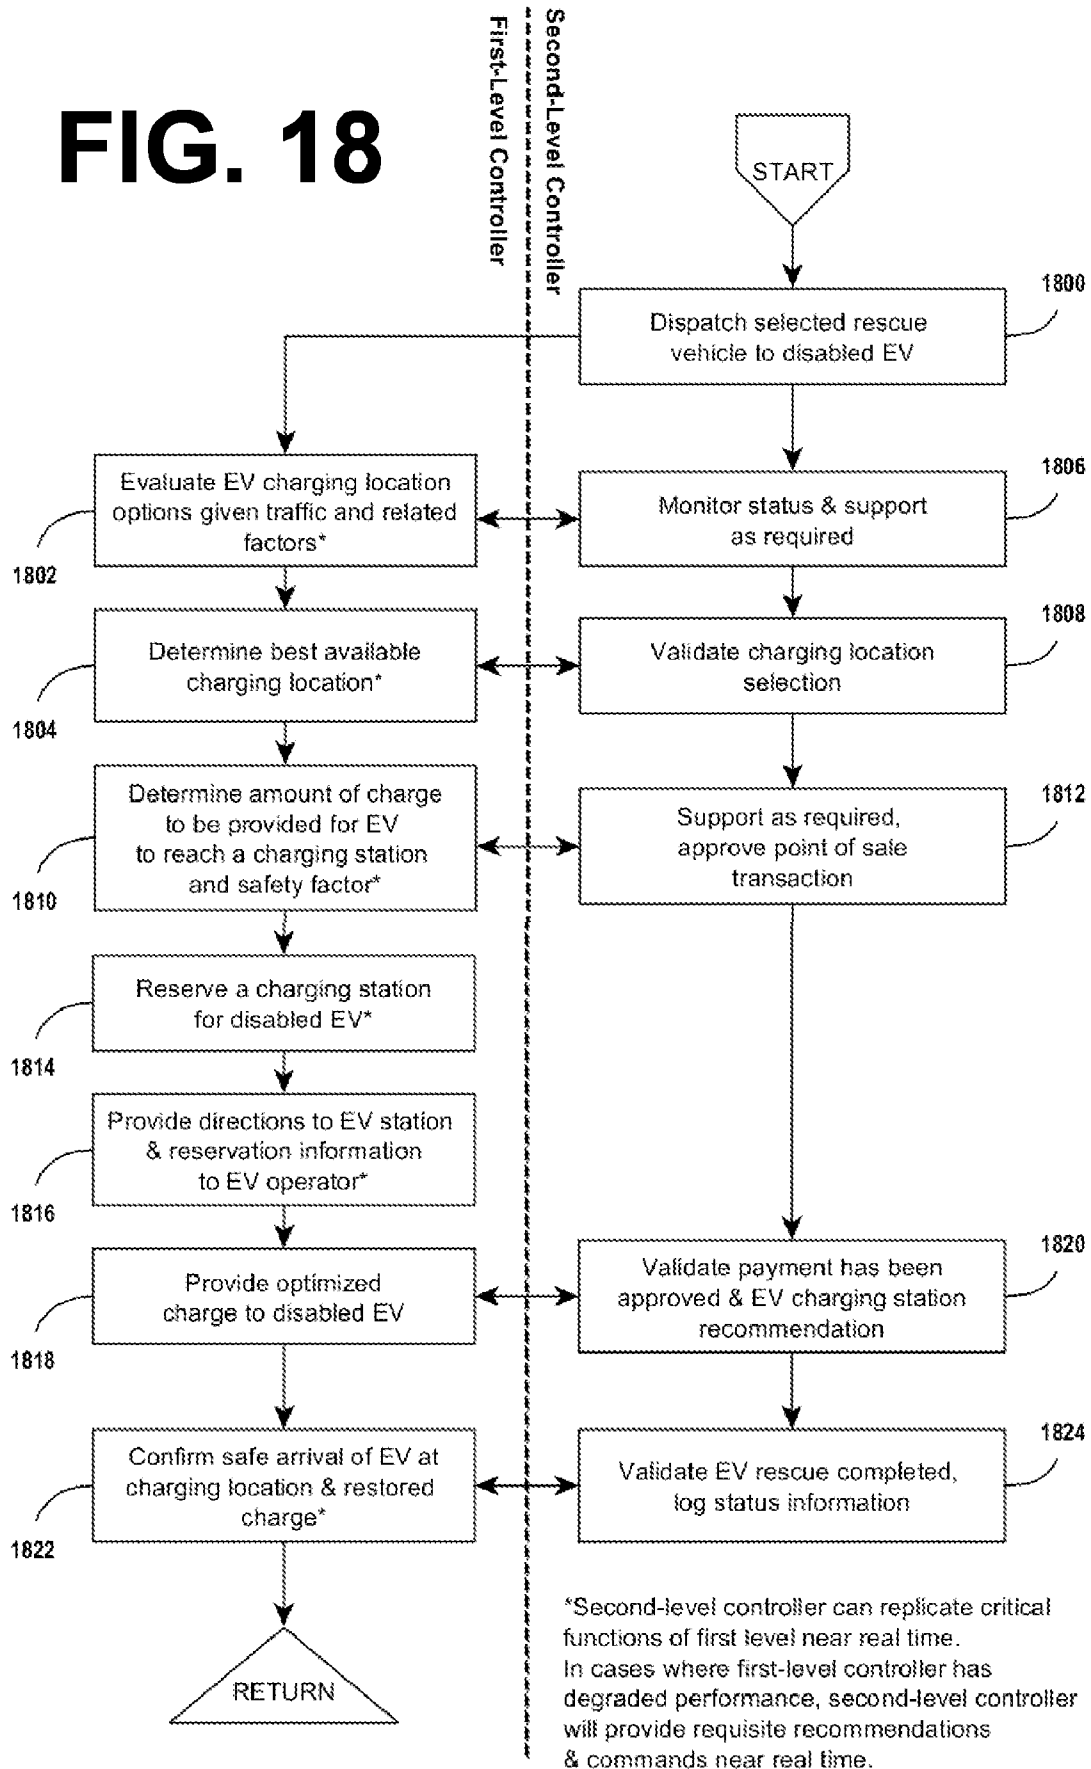 FIG. 18
First-Level Controller
Second-Level Controller
START
1800
Dispatch selected rescue
vehicle to disabled EV
Evaluate EV charging location
options given traffic and related
factors*
1802
1806
Monitor status & support
as required
Determine best available
charging location*
1804
1808
Validate charging location
selection
Determine amount of charge
to be provided for EV
to reach a charging station
and safety factor*
1810
1812
Support as required,
approve point of sale
transaction
Reserve a charging station
for disabled EV*
1814
Provide directions to EV station
& reservation information
to EV operator*
1816
Provide optimized
charge to disabled EV
1818
1820
Validate payment has been
approved & EV charging station
recommendation
Confirm safe arrival of EV at
charging location & restored
charge*
1822
1824
Validate EV rescue completed,
log status information
RETURN
*Second-level controller can replicate critical
functions of first level near real time.
In cases where first-level controller has
degraded performance, second-level controller
will provide requisite recommendations
& commands near real time.